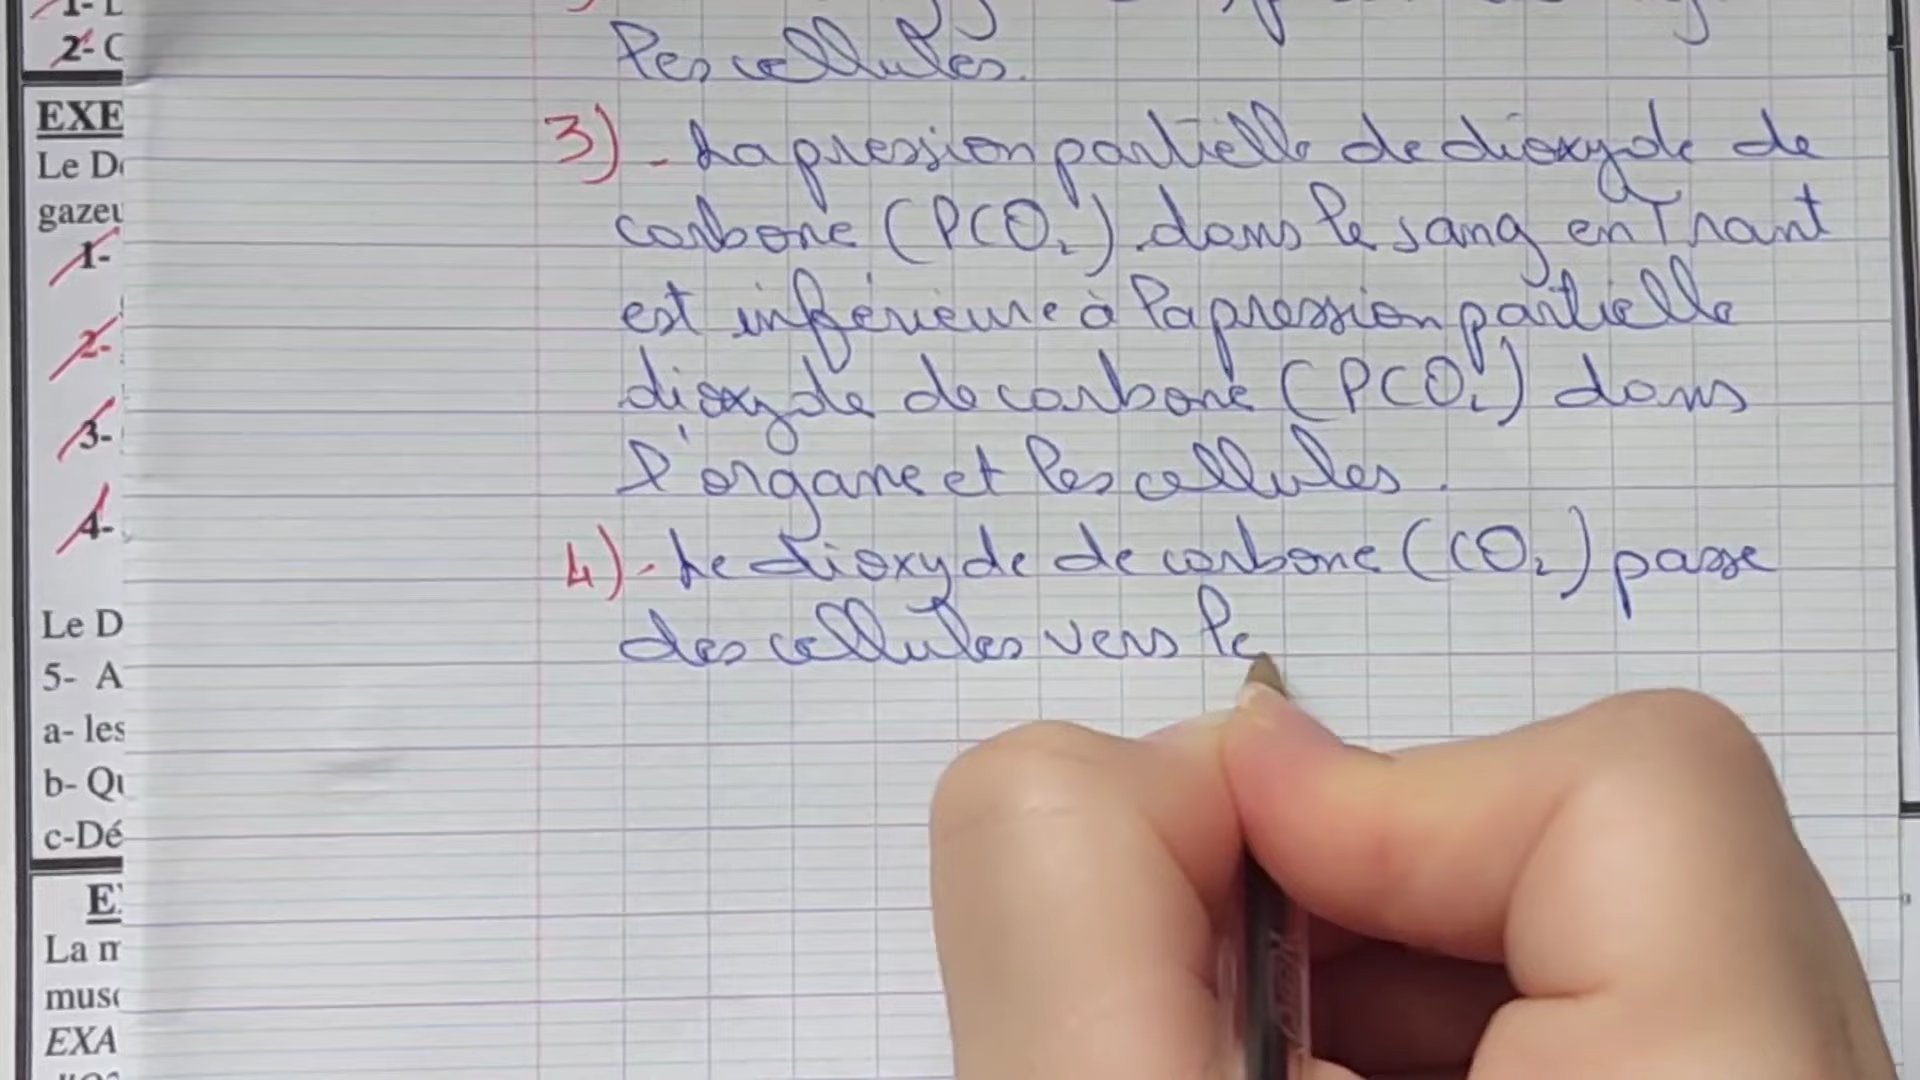 1- L
2- C
EXE
Le D
gazeu
1-
2-
3-
4-
Le D
5- A
a- les
b- Qu
c-Dé
E
La m
musc
EXA
les cellules.
3) - La pression partielle de dioxyde de
carbone (PCO₂) dans le sang entrant
est inférieure à la pression partielle
dioxyde de carbone (PCO₂) dans
l'organe et les cellules.
4) - Le dioxyde de carbone (CO₂) passe
des cellules vers le